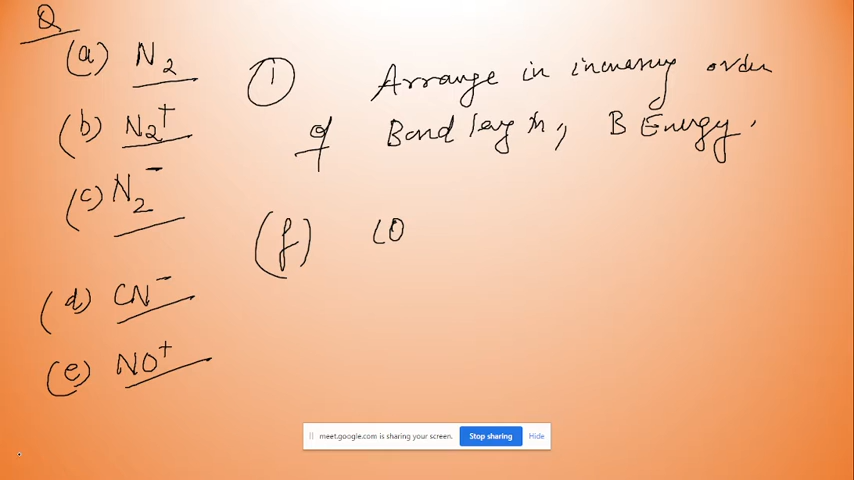 Q
(a) N2
(b) N2+
(c) N2-
(d) CN-
(e) NO+
① Arrange in increasing order
of Bond length, B Energy.
(f) CO
meet.google.com is sharing your screen. Stop sharing Hide